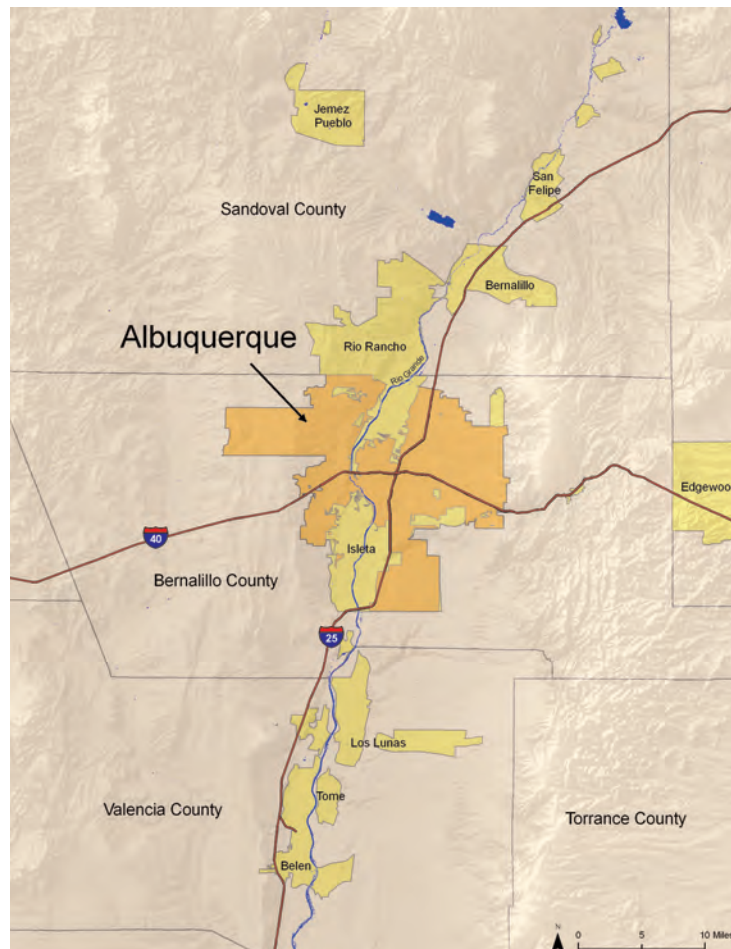 Jemez
Pueblo
San
Felipe
Sandoval County
Bernalillo
Albuquerque
Rio Rancho
Rio Grande
Edgewoo
40
Isleta
Bernalillo County
25
Los Lunas
Tome
Valencia County
Torrance County
Belen
N
0 5 10 Miles